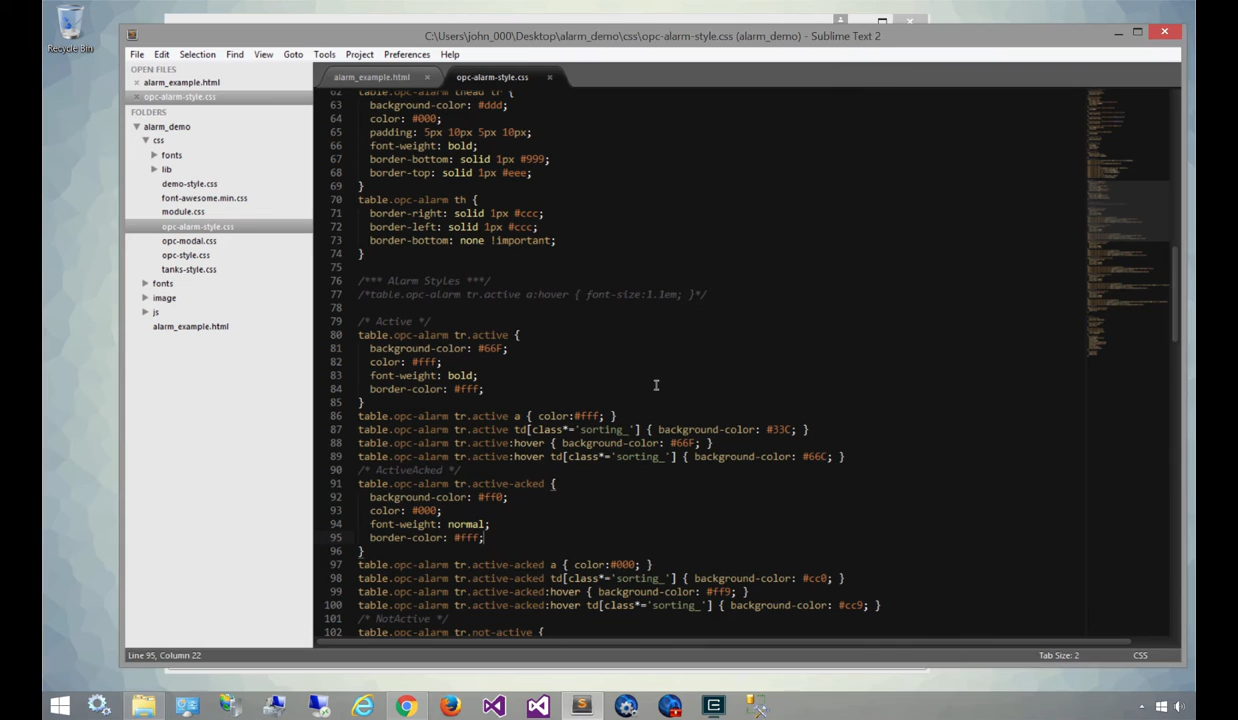 Recycle Bin
C:\Users\john_000\Desktop\alarm_demo\css\opc-alarm-style.css (alarm_demo) - Sublime Text 2
File Edit Selection Find View Goto Tools Project Preferences Help
OPEN FILES
alarm_example.html
opc-alarm-style.css
FOLDERS
alarm_demo
css
fonts
lib
demo-style.css
font-awesome.min.css
module.css
opc-alarm-style.css
opc-modal.css
opc-style.css
tanks-style.css
fonts
image
js
alarm_example.html
alarm_example.html opc-alarm-style.css
62 table.opc-alarm thead tr {
63 background-color: #ddd;
64 color: #000;
65 padding: 5px 10px 5px 10px;
66 font-weight: bold;
67 border-bottom: solid 1px #999;
68 border-top: solid 1px #eee;
69 }
70 table.opc-alarm th {
71 border-right: solid 1px #ccc;
72 border-left: solid 1px #ccc;
73 border-bottom: none !important;
74 }
75
76 /*** Alarm Styles ***/
77 /*table.opc-alarm tr.active a:hover { font-size:1.1em; }*/
78
79 /* Active */
80 table.opc-alarm tr.active {
81 background-color: #66F;
82 color: #fff;
83 font-weight: bold;
84 border-color: #fff;
85 }
86 table.opc-alarm tr.active a { color:#fff; }
87 table.opc-alarm tr.active td[class*='sorting_'] { background-color: #33C; }
88 table.opc-alarm tr.active:hover { background-color: #66F; }
89 table.opc-alarm tr.active:hover td[class*='sorting_'] { background-color: #66C; }
90 /* ActiveAcked */
91 table.opc-alarm tr.active-acked {
92 background-color: #ff0;
93 color: #000;
94 font-weight: normal;
95 border-color: #fff;
96 }
97 table.opc-alarm tr.active-acked a { color:#000; }
98 table.opc-alarm tr.active-acked td[class*='sorting_'] { background-color: #cc0; }
99 table.opc-alarm tr.active-acked:hover { background-color: #ff9; }
100 table.opc-alarm tr.active-acked:hover td[class*='sorting_'] { background-color: #cc9; }
101 /* NotActive */
102 table.opc-alarm tr.not-active {
Line 95, Column 22 Tab Size: 2 CSS